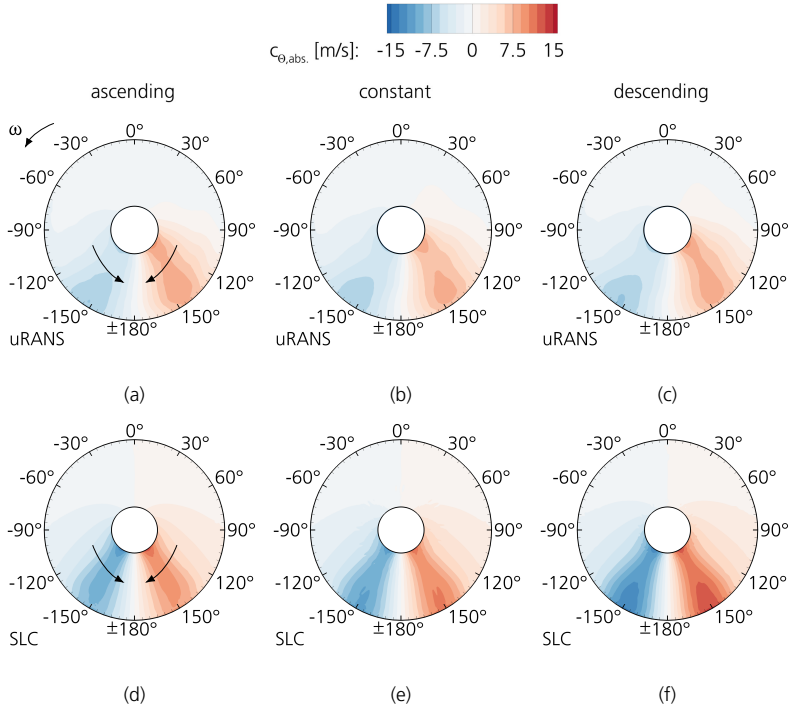 c_Θ,abs. [m/s]: -15 -7.5 0 7.5 15
ascending constant descending
ω
0° 0° 0°
-30° 30° -30° 30° -30° 30°
-60° 60° -60° 60° -60° 60°
-90° 90° -90° 90° -90° 90°
-120° 120° -120° 120° -120° 120°
-150° 150° -150° 150° -150° 150°
±180° ±180° ±180°
uRANS uRANS uRANS
(a) (b) (c)
0° 0° 0°
-30° 30° -30° 30° -30° 30°
-60° 60° -60° 60° -60° 60°
-90° 90° -90° 90° -90° 90°
-120° 120° -120° 120° -120° 120°
-150° 150° -150° 150° -150° 150°
±180° ±180° ±180°
SLC SLC SLC
(d) (e) (f)